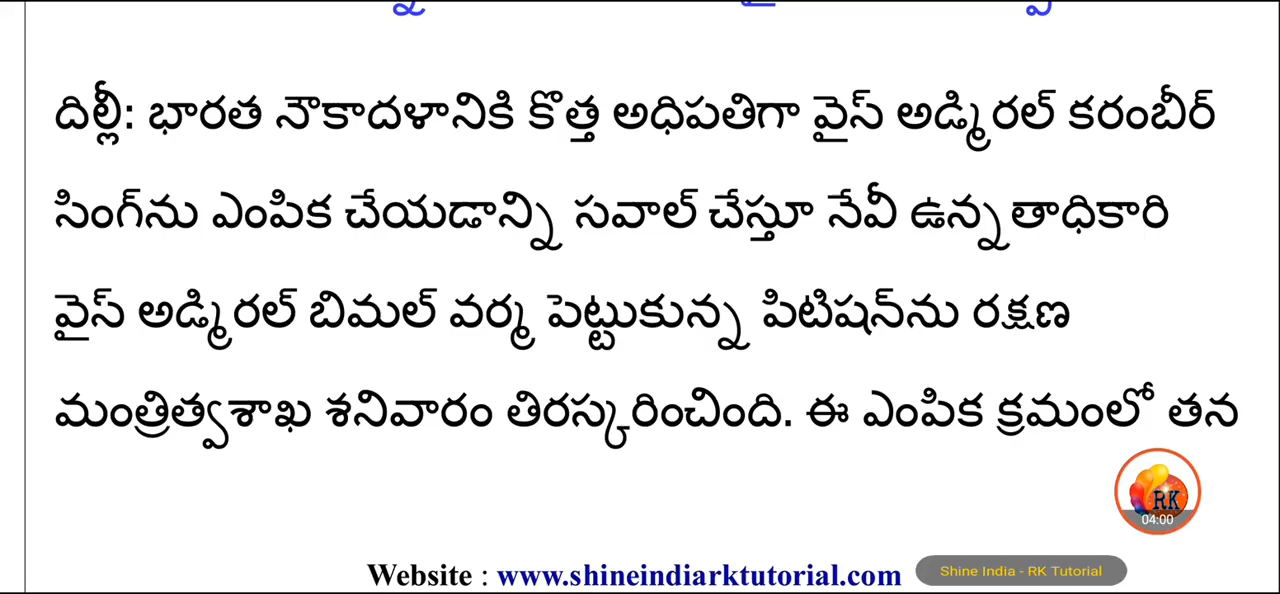 దిల్లీ: భారత నౌకాదళానికి కొత్త అధిపతిగా వైస్ అడ్మిరల్ కరంబీర్
సింగ్‌ను ఎంపిక చేయడాన్ని సవాల్ చేస్తూ నేవీ ఉన్నతాధికారి
వైస్ అడ్మిరల్ బిమల్ వర్మ పెట్టుకున్న పిటిషన్‌ను రక్షణ
మంత్రిత్వశాఖ శనివారం తిరస్కరించింది. ఈ ఎంపిక క్రమంలో తన
RK
04:00
Website : www.shineindiarktutorial.com
Shine India - RK Tutorial